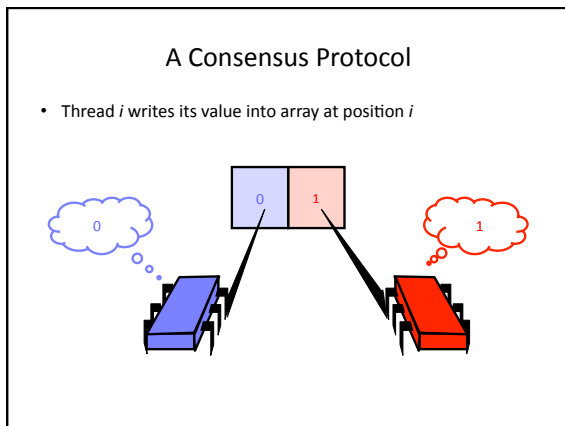 A Consensus Protocol
• Thread i writes its value into array at position i
0 1
0 1